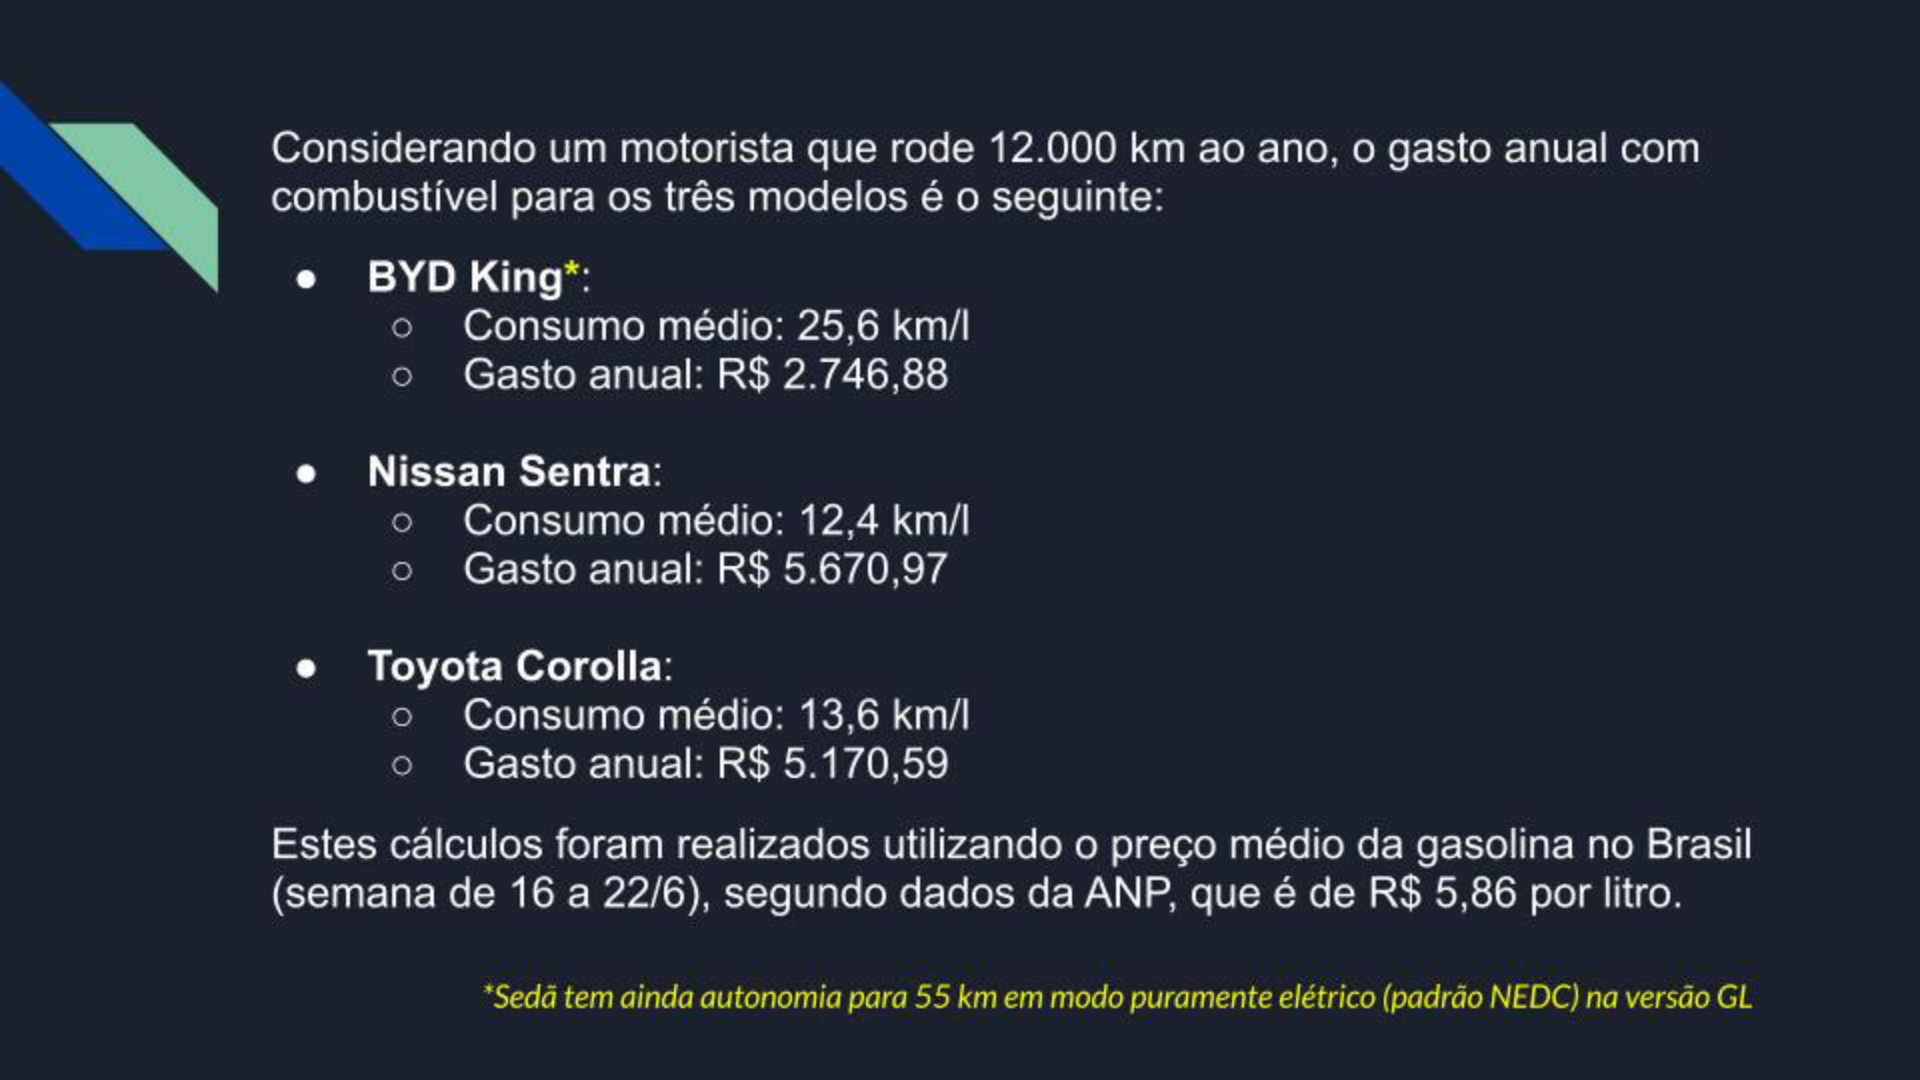 Considerando um motorista que rode 12.000 km ao ano, o gasto anual com
combustível para os três modelos é o seguinte:
● BYD King*:
○ Consumo médio: 25,6 km/l
○ Gasto anual: R$ 2.746,88
● Nissan Sentra:
○ Consumo médio: 12,4 km/l
○ Gasto anual: R$ 5.670,97
● Toyota Corolla:
○ Consumo médio: 13,6 km/l
○ Gasto anual: R$ 5.170,59
Estes cálculos foram realizados utilizando o preço médio da gasolina no Brasil
(semana de 16 a 22/6), segundo dados da ANP, que é de R$ 5,86 por litro.
*Sedã tem ainda autonomia para 55 km em modo puramente elétrico (padrão NEDC) na versão GL